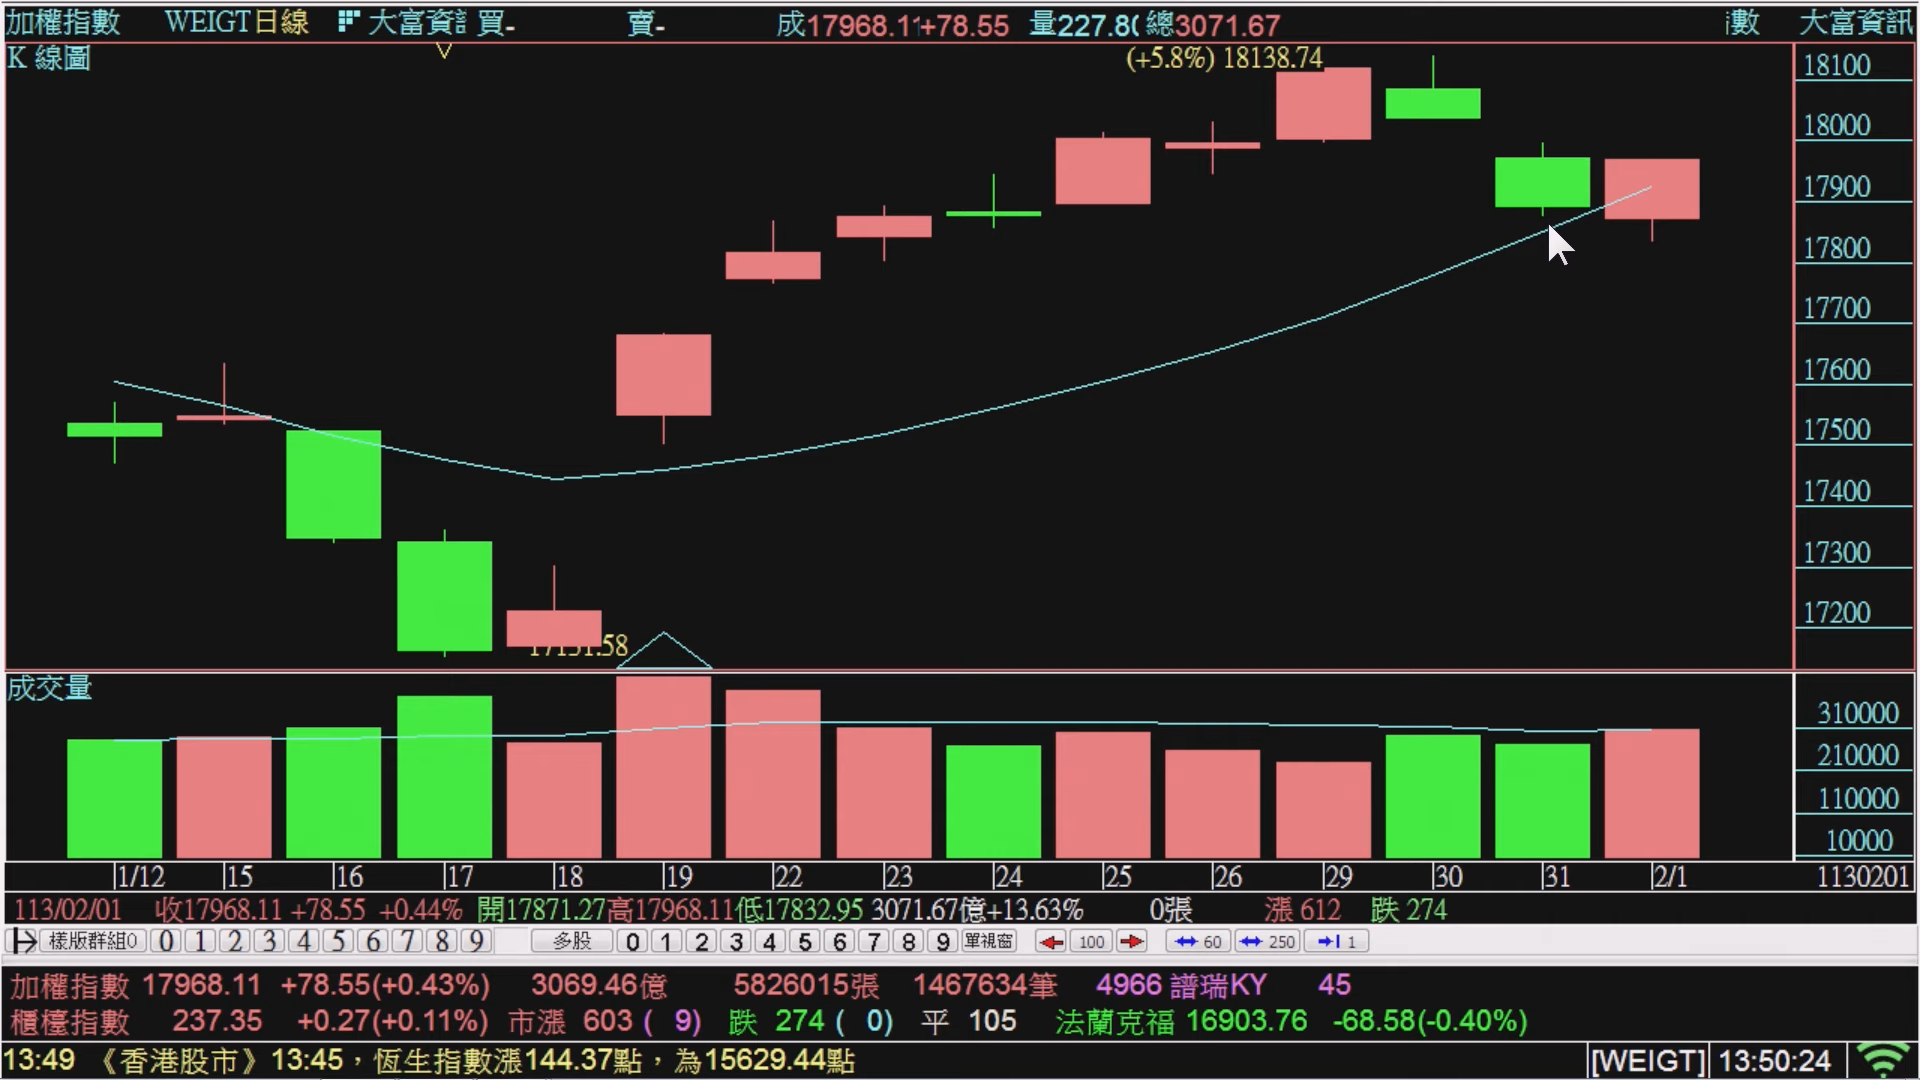 加權指數 WEIGT日線 大富資 買- 賣- 成17968.11+78.55 量227.80 總3071.67 數 大富資訊
K 線圖
(+5.8%) 18138.74
18100
18000
17900
17800
17700
17600
17500
17400
17300
17200
17131.58
成交量
310000
210000
110000
10000
1/12 15 16 17 18 19 22 23 24 25 26 29 30 31 2/1 1130201
113/02/01 收17968.11 +78.55 +0.44% 開17871.27高17968.11低17832.95 3071.67億+13.63% 0張 漲 612 跌 274
樣版群組0 0 1 2 3 4 5 6 7 8 9 多股 0 1 2 3 4 5 6 7 8 9 單視窗 100 60 250 1
加權指數 17968.11 +78.55(+0.43%) 3069.46億 5826015張 1467634筆 4966 譜瑞KY 45
櫃檯指數 237.35 +0.27(+0.11%) 市漲 603 ( 9) 跌 274 ( 0) 平 105 法蘭克福 16903.76 -68.58(-0.40%)
13:49 《香港股市》13:45，恆生指數漲144.37點，為15629.44點 [WEIGT] 13:50:24